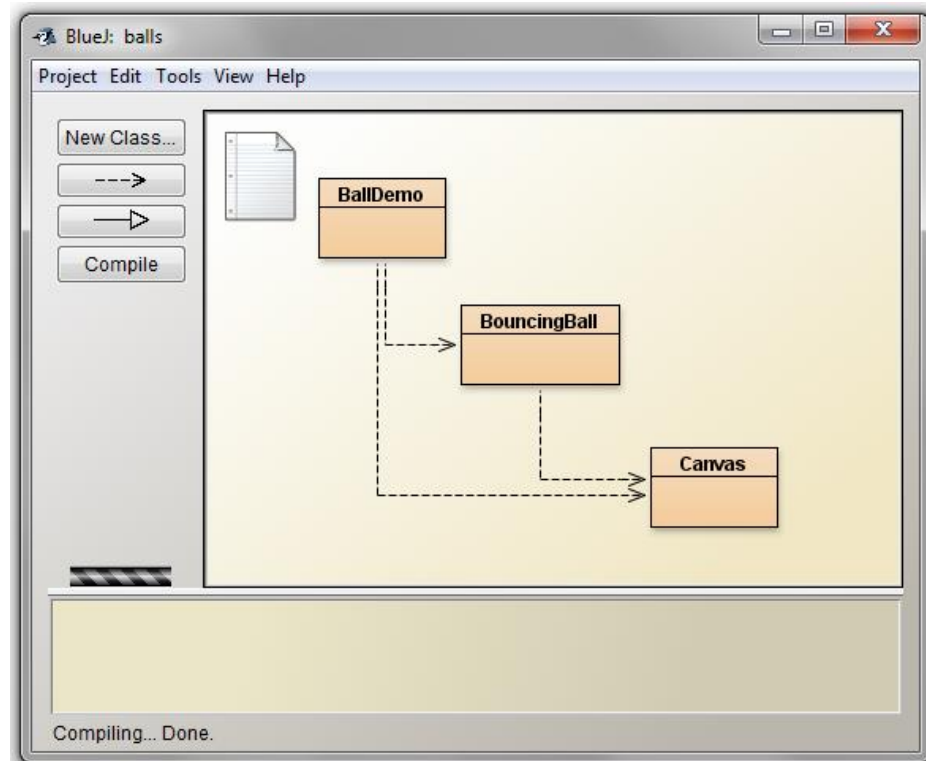 BlueJ: balls
Project Edit Tools View Help
New Class...
Compile
BallDemo
BouncingBall
Canvas
Compiling... Done.